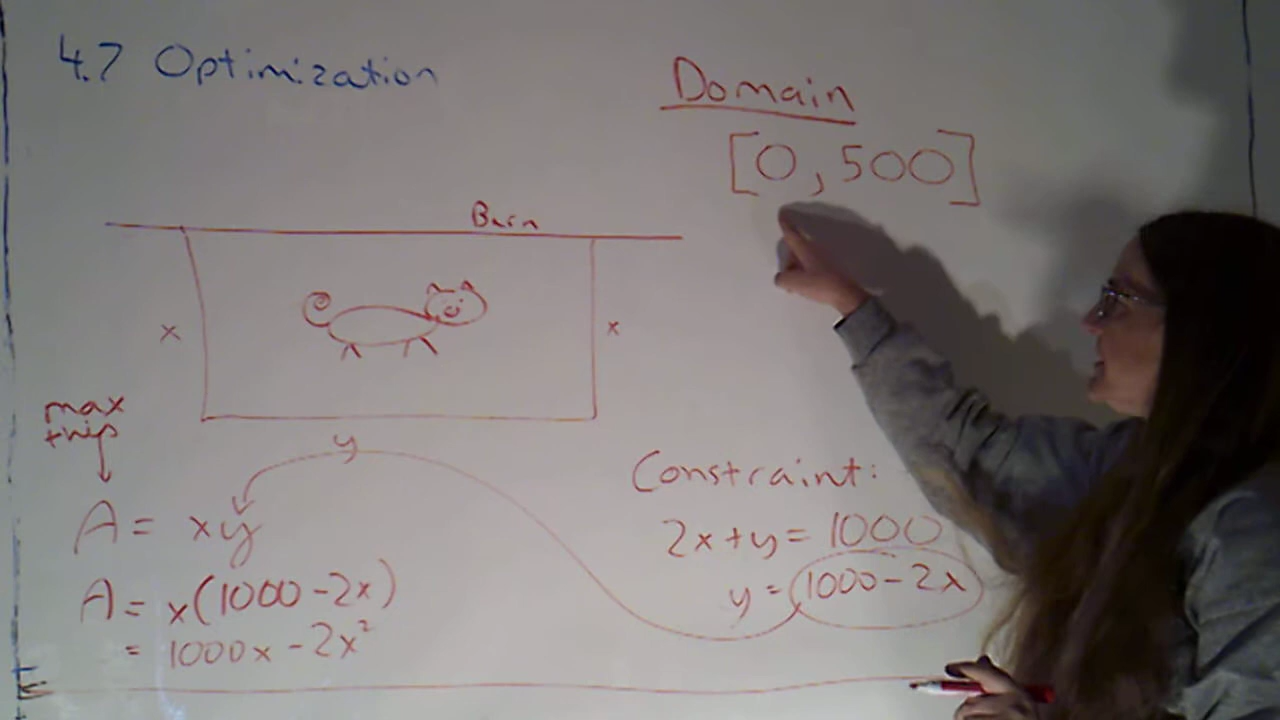 4.7 Optimization
Domain
[0, 500]
Barn
x
x
y
max
this
A = xy
A = x(1000 - 2x)
= 1000x - 2x²
Constraint:
2x + y = 1000
y = 1000 - 2x